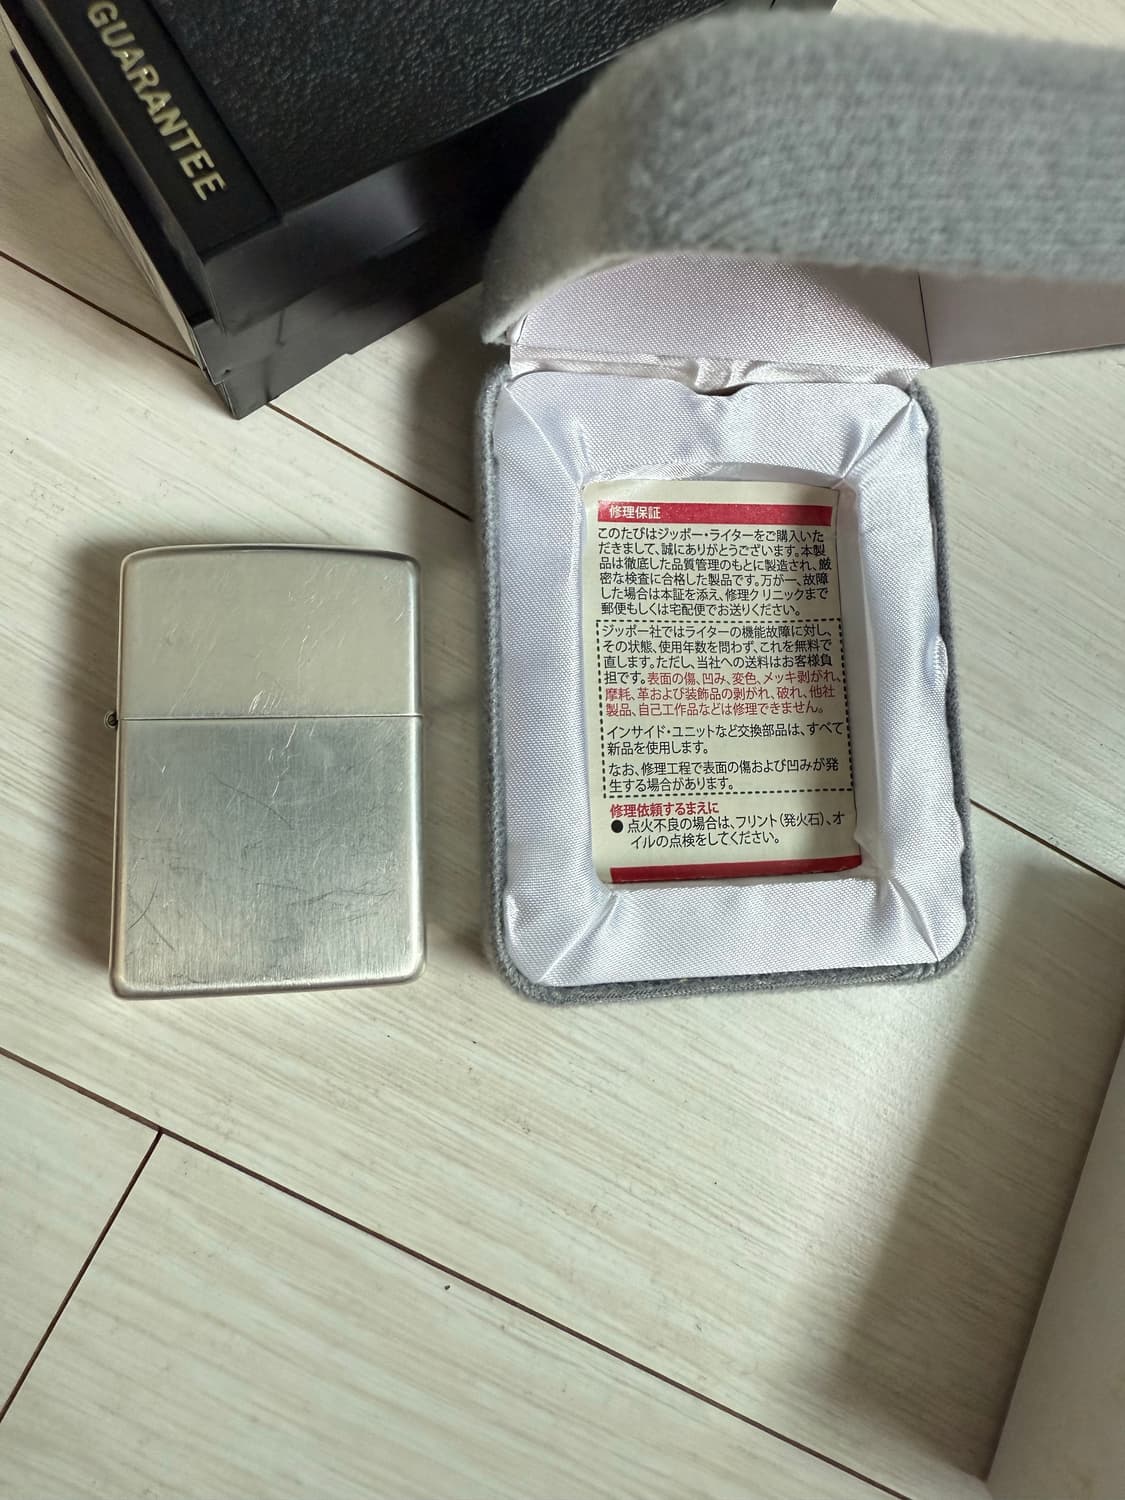 GUARANTEE
修理保証
このたびはジッポー・ライターをご購入いた
だきまして、誠にありがとうございます。本製
品は徹底した品質管理のもとに製造され、厳
密な検査に合格した製品です。万が一、故障
した場合は本証を添え、修理クリニックまで
郵便もしくは宅配便でお送りください。
ジッポー社ではライターの機能故障に対し、
その状態、使用年数を問わず、これを無料で
直します。ただし、当社への送料はお客様負
担です。表面の傷、凹み、変色、メッキ剥がれ、
摩耗、革および装飾品の剥がれ、破れ、他社
製品、自己工作品などは修理できません。
インサイド・ユニットなど交換部品は、すべて
新品を使用します。
なお、修理工程で表面の傷および凹みが発
生する場合があります。
修理依頼するまえに
● 点火不良の場合は、フリント（発火石）、オ
イルの点検をしてください。